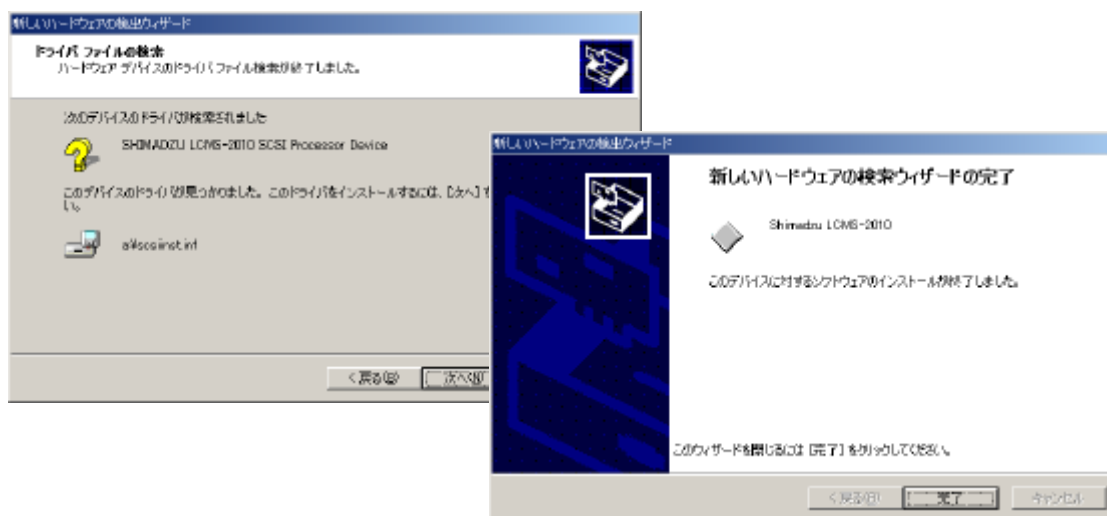 新しいハードウェアの検出ウィザード
ドライバ ファイルの検索
ハードウェア デバイスのドライバ ファイル検索が終了しました。
次のデバイスのドライバが検索されました
SHIMADZU LCMS-2010 SCSI Processor Device
このデバイスのドライバが見つかりました。このドライバをインストールするには、[次へ]
い。
a¥scsiinst.inf
< 戻る(B)
次へ(N)
新しいハードウェアの検出ウィザード
新しいハードウェアの検索ウィザードの完了
Shimadzu LCMS-2010
このデバイスに対するソフトウェアのインストールが終了しました。
このウィザードを閉じるには [完了] をクリックしてください。
< 戻る(B)
完了
キャンセル